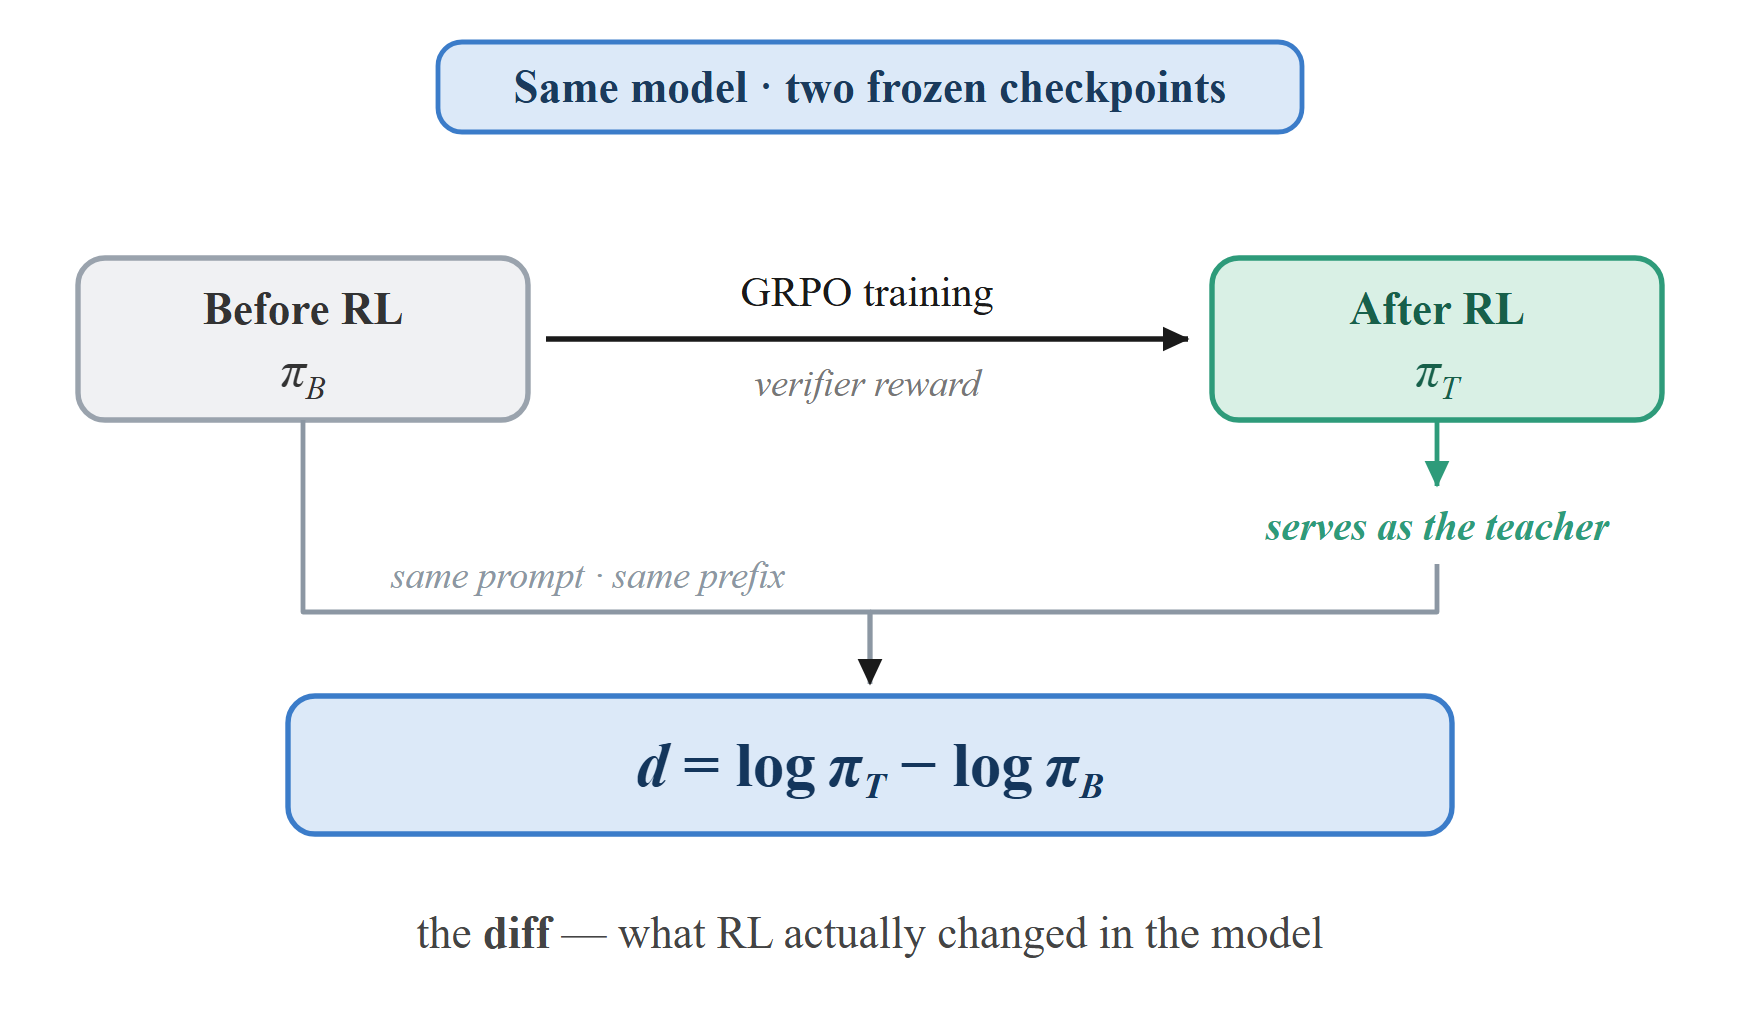 Same model · two frozen checkpoints
Before RL
π_B
GRPO training
verifier reward
After RL
π_T
serves as the teacher
same prompt · same prefix
d = log π_T − log π_B
the diff — what RL actually changed in the model